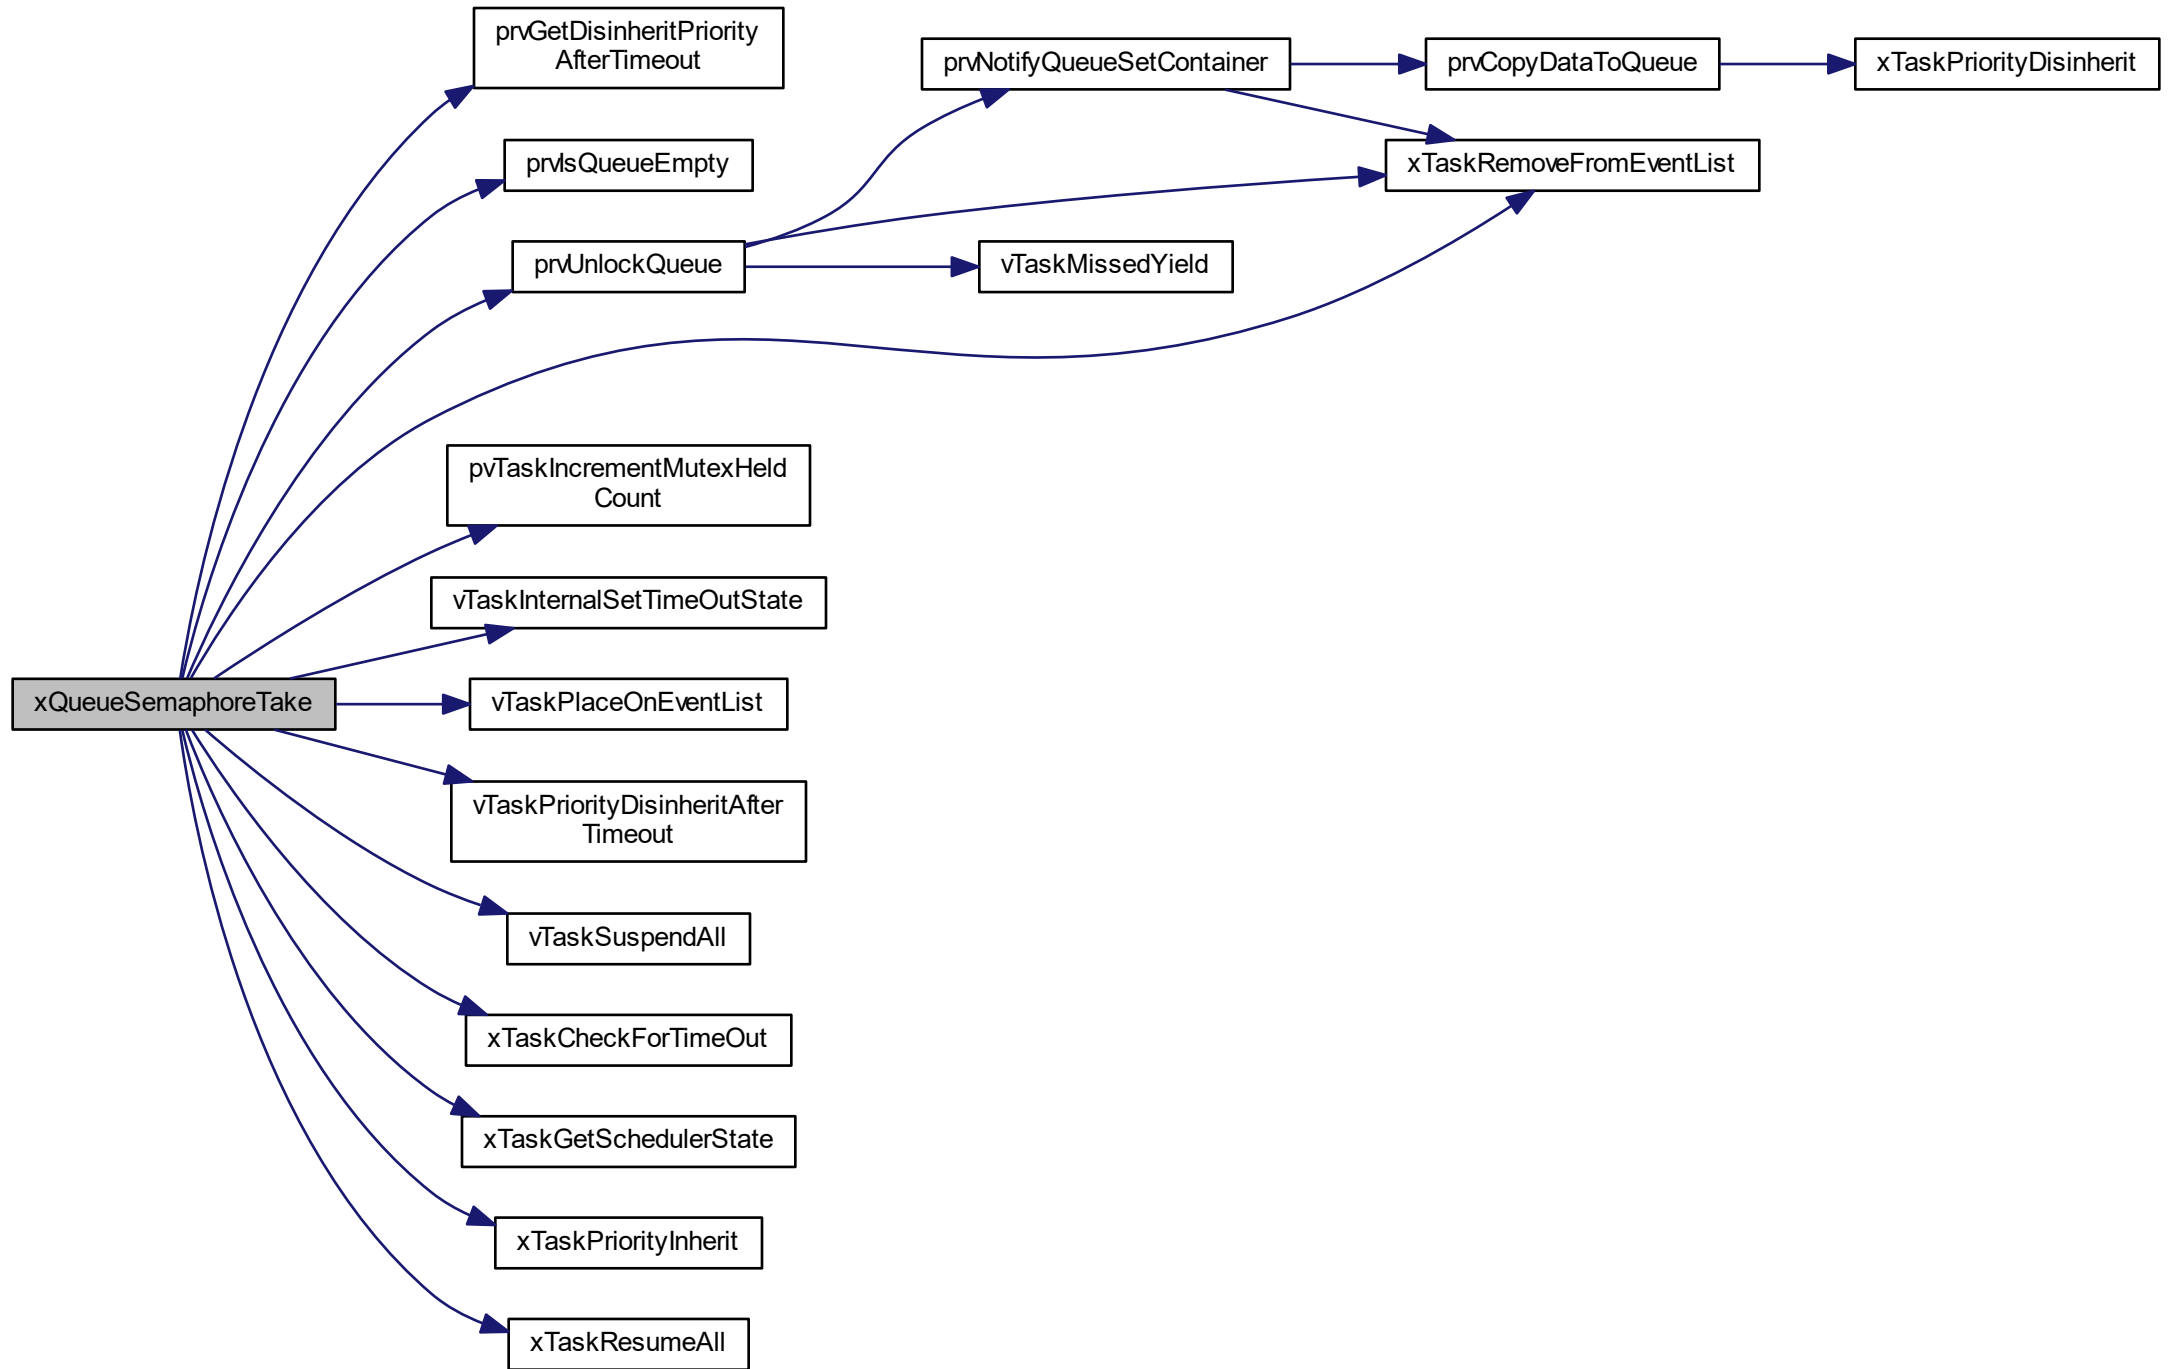 prvGetDisinheritPriority
AfterTimeout
prvNotifyQueueSetContainer
prvCopyDataToQueue
xTaskPriorityDisinherit
prvIsQueueEmpty
xTaskRemoveFromEventList
prvUnlockQueue
vTaskMissedYield
pvTaskIncrementMutexHeld
Count
vTaskInternalSetTimeOutState
xQueueSemaphoreTake
vTaskPlaceOnEventList
vTaskPriorityDisinheritAfter
Timeout
vTaskSuspendAll
xTaskCheckForTimeOut
xTaskGetSchedulerState
xTaskPriorityInherit
xTaskResumeAll